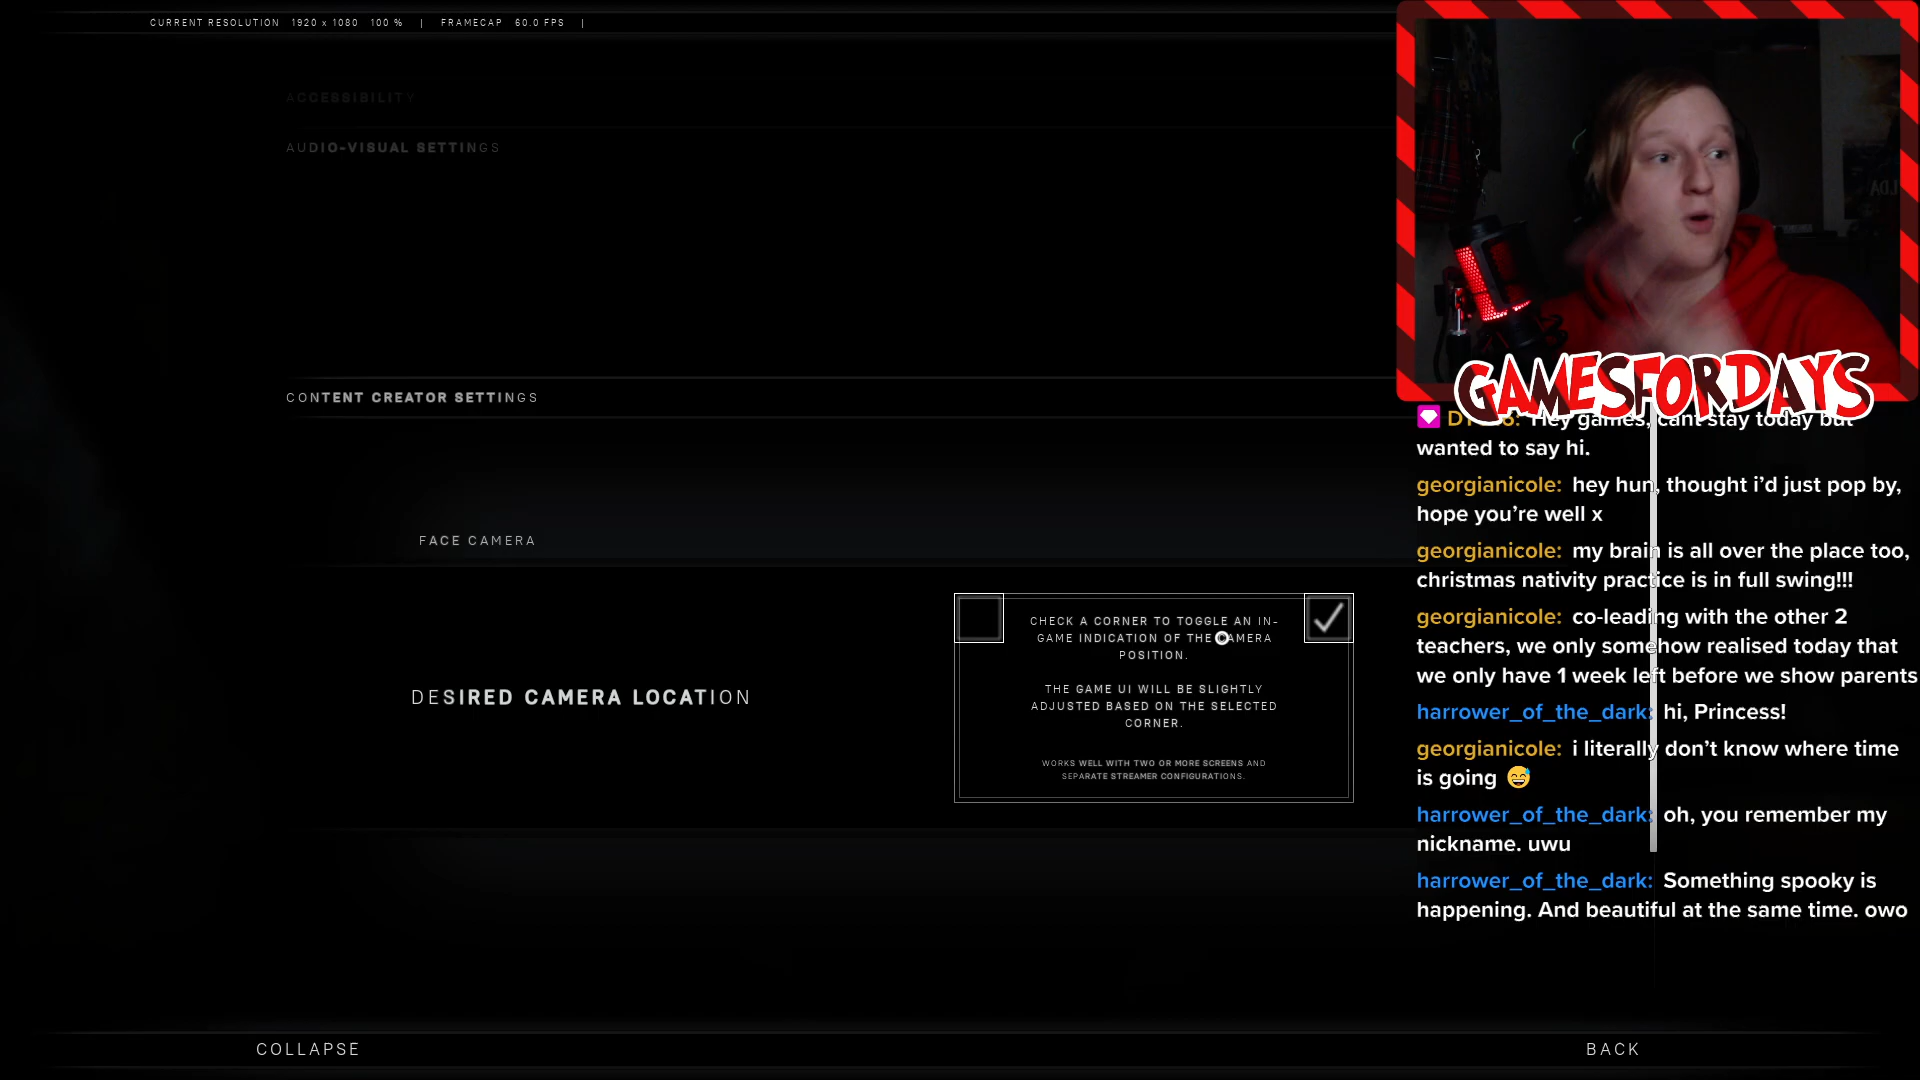 CURRENT RESOLUTION 1920 x 1080 100 % | FRAMECAP 60.0 FPS |
ACCESSIBILITY
AUDIO-VISUAL SETTINGS
CONTENT CREATOR SETTINGS
FACE CAMERA
DESIRED CAMERA LOCATION
CHECK A CORNER TO TOGGLE AN IN-
GAME INDICATION OF THE CAMERA
POSITION.
THE GAME UI WILL BE SLIGHTLY
ADJUSTED BASED ON THE SELECTED
CORNER.
WORKS WELL WITH TWO OR MORE SCREENS AND
SEPARATE STREAMER CONFIGURATIONS.
COLLAPSE
BACK
GAMESFORDAYS
Hey games, cant stay today but
wanted to say hi.
georgianicole: hey hun, thought i’d just pop by,
hope you’re well x
georgianicole: my brain is all over the place too,
christmas nativity practice is in full swing!!!
georgianicole: co-leading with the other 2
teachers, we only somehow realised today that
we only have 1 week left before we show parents
harrower_of_the_dark: hi, Princess!
georgianicole: i literally don’t know where time
is going 😅
harrower_of_the_dark: oh, you remember my
nickname. uwu
harrower_of_the_dark: Something spooky is
happening. And beautiful at the same time. owo